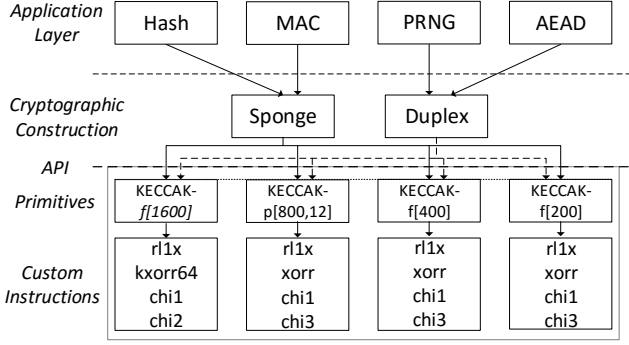 Application Layer
Hash
MAC
PRNG
AEAD
Cryptographic Construction
Sponge
Duplex
API
Primitives
KECCAK-
f[1600]
KECCAK-
p[800,12]
KECCAK-
f[400]
KECCAK-
f[200]
Custom
Instructions
rl1x
kxorr64
chi1
chi2
rl1x
xorr
chi1
chi3
rl1x
xorr
chi1
chi3
rl1x
xorr
chi1
chi3